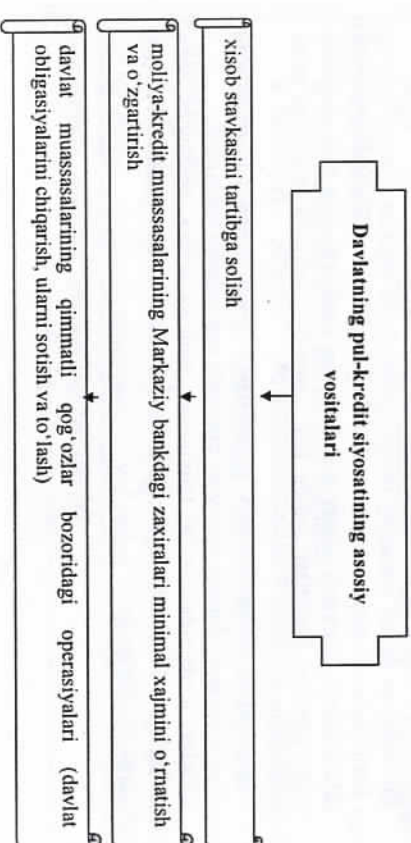 Davlatning pul-kredit siyosatining asosiy
vositalari
xisob stavkasini tartibga solish
moliya-kredit muassasalarining Markaziy bankdagi zaxiralari minimal xajmini o‘rnatish
va o‘zgartirish
davlat muassasalarining qimmatli qog‘ozlar bozoridagi operasiyalari (davlat
obligasiyalarini chiqarish, ularni sotish va to‘lash)